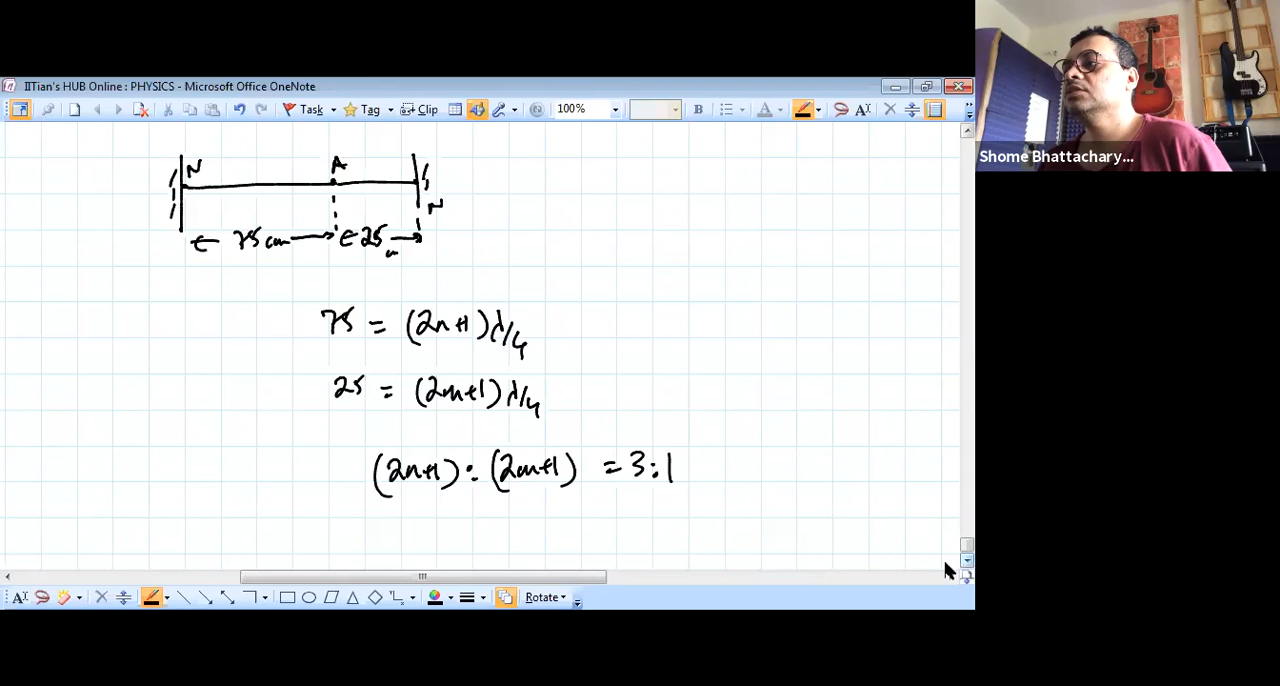 IITian's HUB Online : PHYSICS - Microsoft Office OneNote
Task Tag Clip 100% B A A
Shome Bhattachary...
N A
N
75 cm 25 cm
75 = (2n+1) λ/4
25 = (2m+1) λ/4
(2n+1) : (2m+1) = 3:1
A Rotate